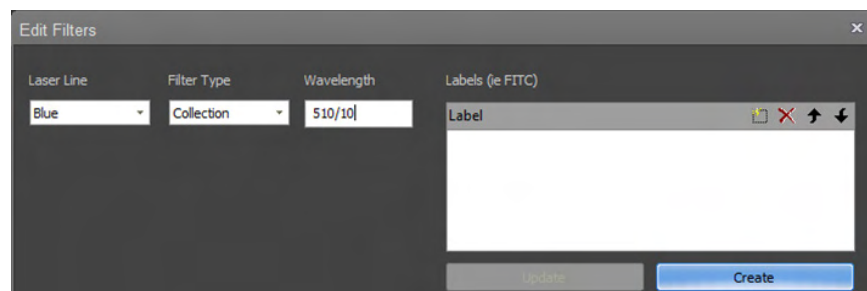 Edit Filters
Laser Line
Filter Type
Wavelength
Labels (ie FITC)
Blue
Collection
510/10
Label
Update
Create